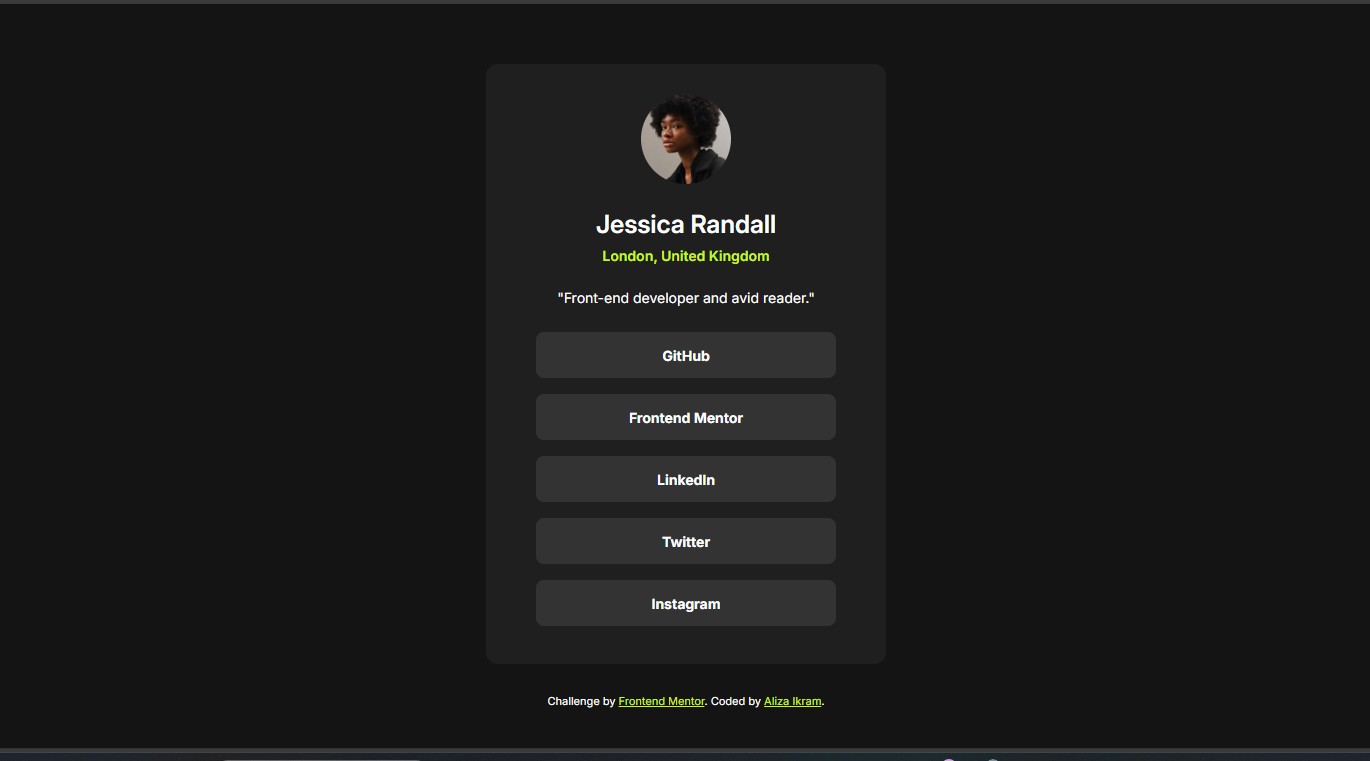 Jessica Randall
London, United Kingdom
"Front-end developer and avid reader."
GitHub
Frontend Mentor
LinkedIn
Twitter
Instagram
Challenge by Frontend Mentor. Coded by Aliza Ikram.